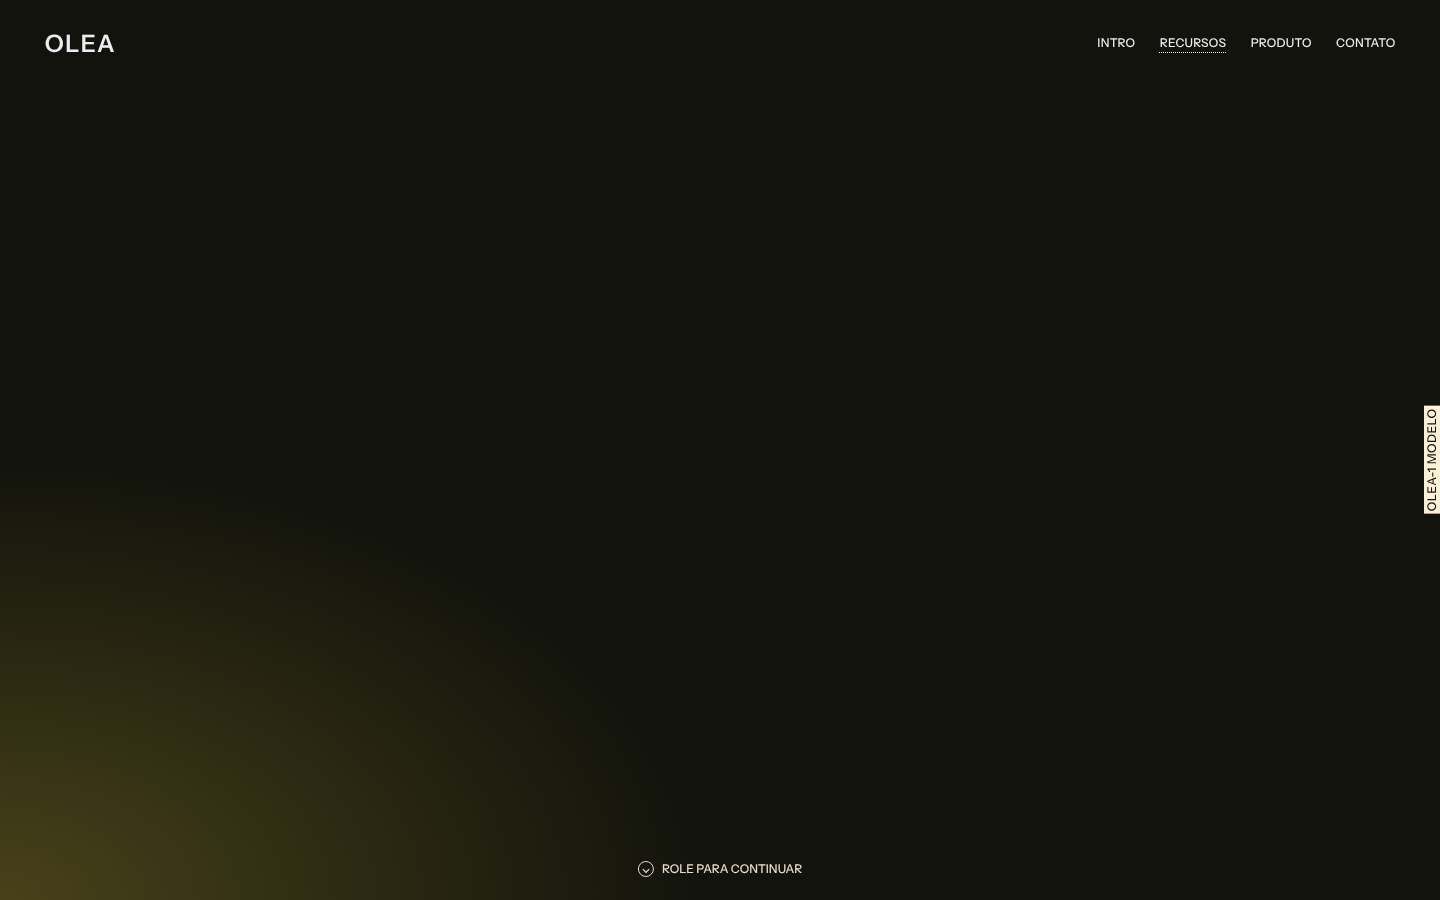 OLEA
INTRO
RECURSOS
PRODUTO
CONTATO
OLEA-1 MODELO
ROLE PARA CONTINUAR